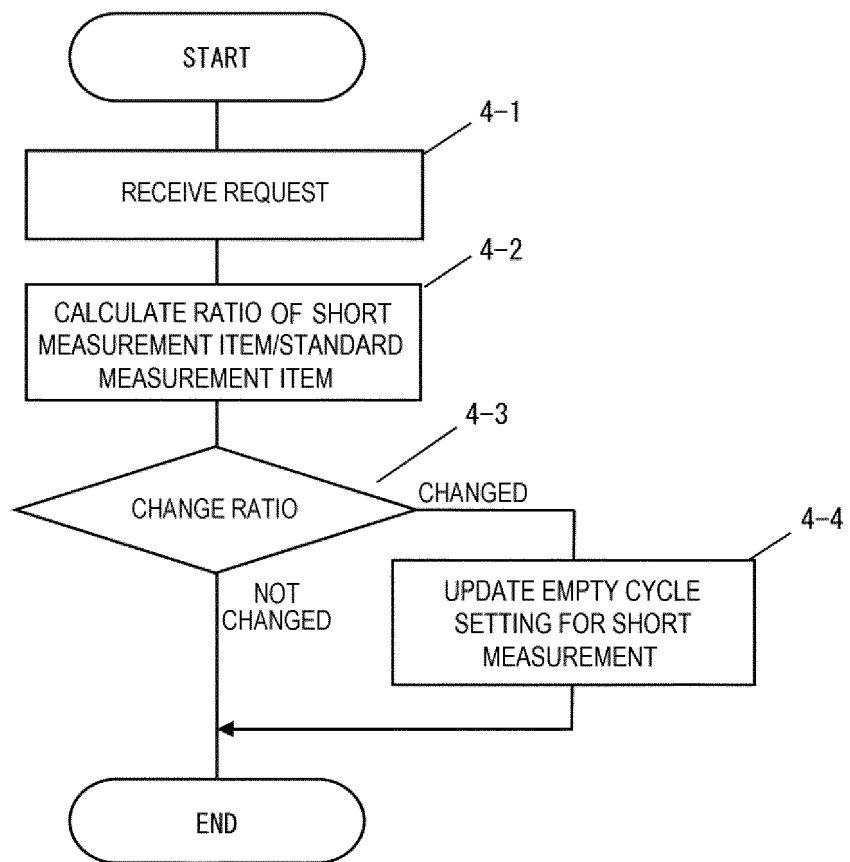 START
4-1
RECEIVE REQUEST
4-2
CALCULATE RATIO OF SHORT
MEASUREMENT ITEM/STANDARD
MEASUREMENT ITEM
4-3
CHANGE RATIO
CHANGED
4-4
NOT
CHANGED
UPDATE EMPTY CYCLE
SETTING FOR SHORT
MEASUREMENT
END